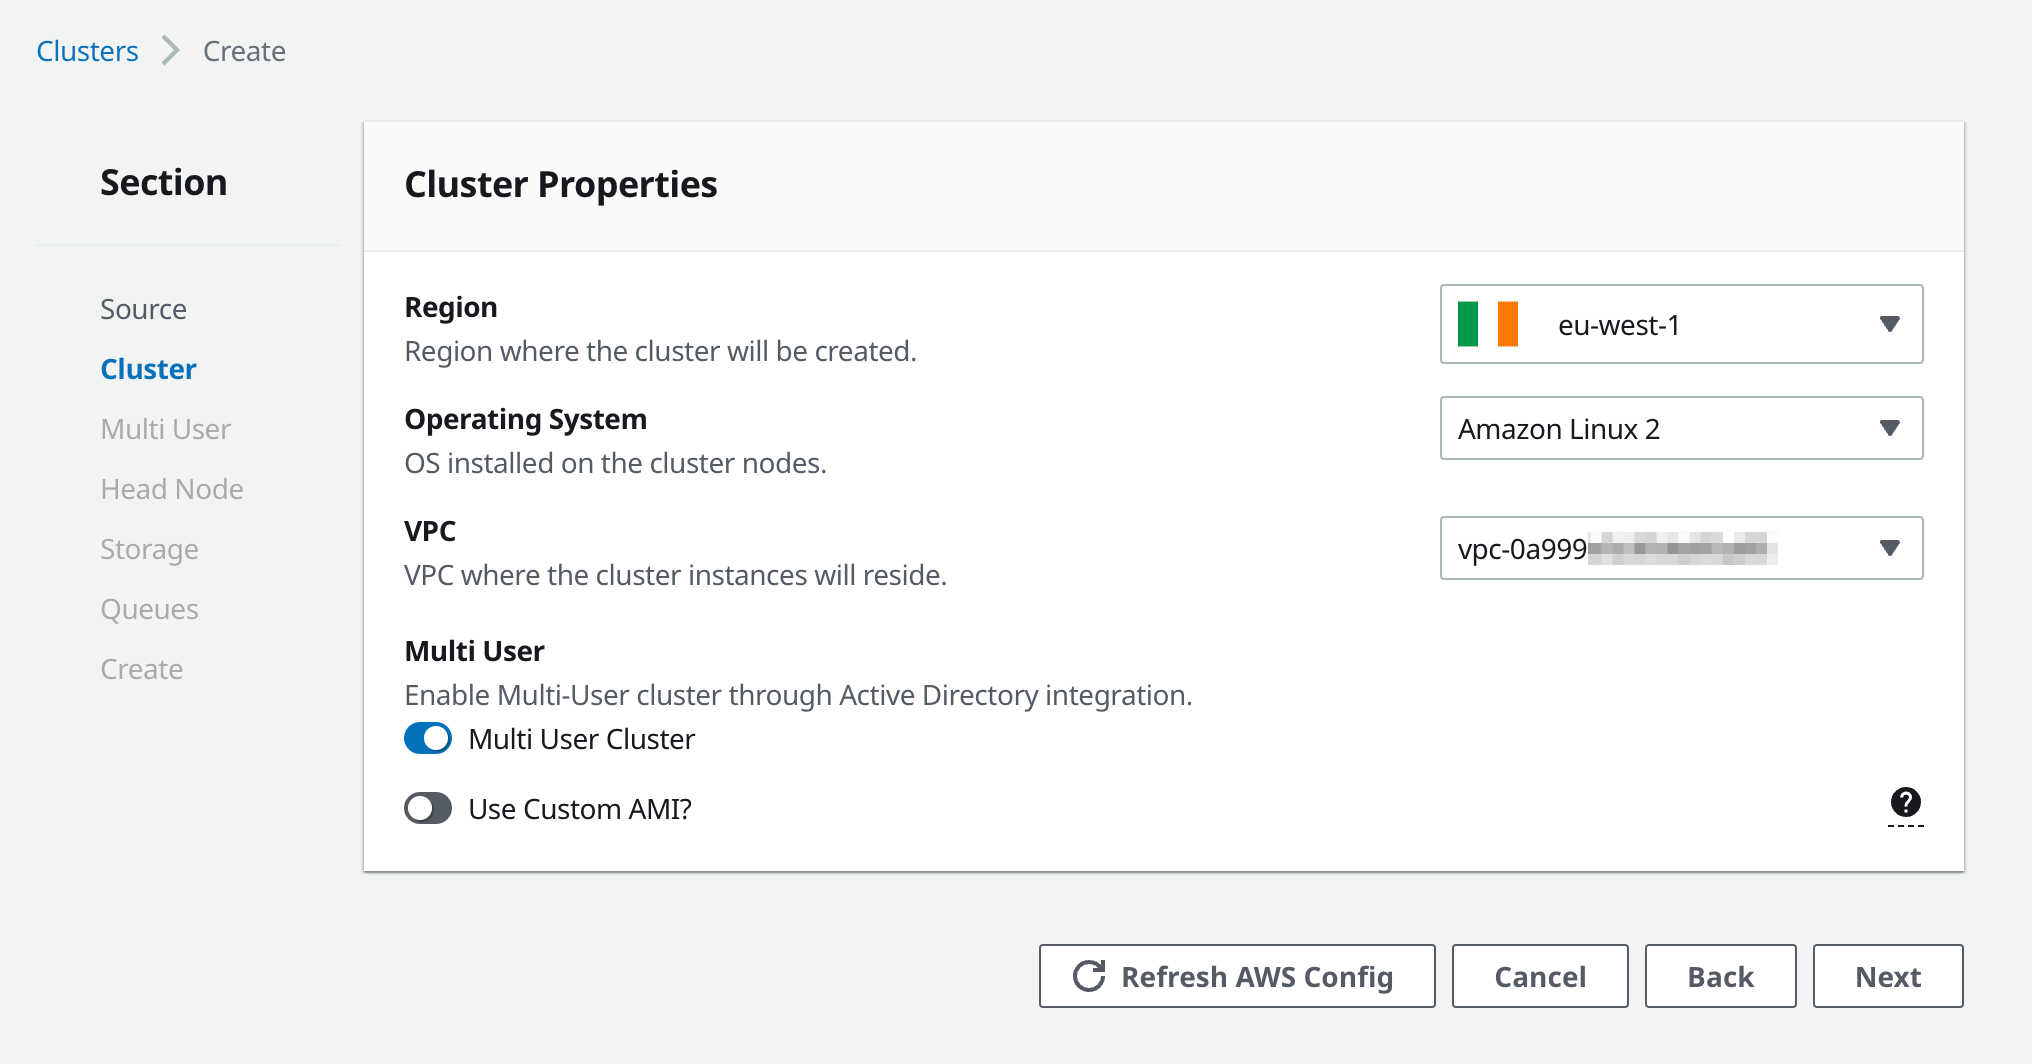 Clusters
Create
Section
Source
Cluster
Multi User
Head Node
Storage
Queues
Create
Cluster Properties
Region
Region where the cluster will be created.
eu-west-1
Operating System
OS installed on the cluster nodes.
Amazon Linux 2
VPC
VPC where the cluster instances will reside.
vpc-0a999
Multi User
Enable Multi-User cluster through Active Directory integration.
Multi User Cluster
Use Custom AMI?
?
Refresh AWS Config
Cancel
Back
Next